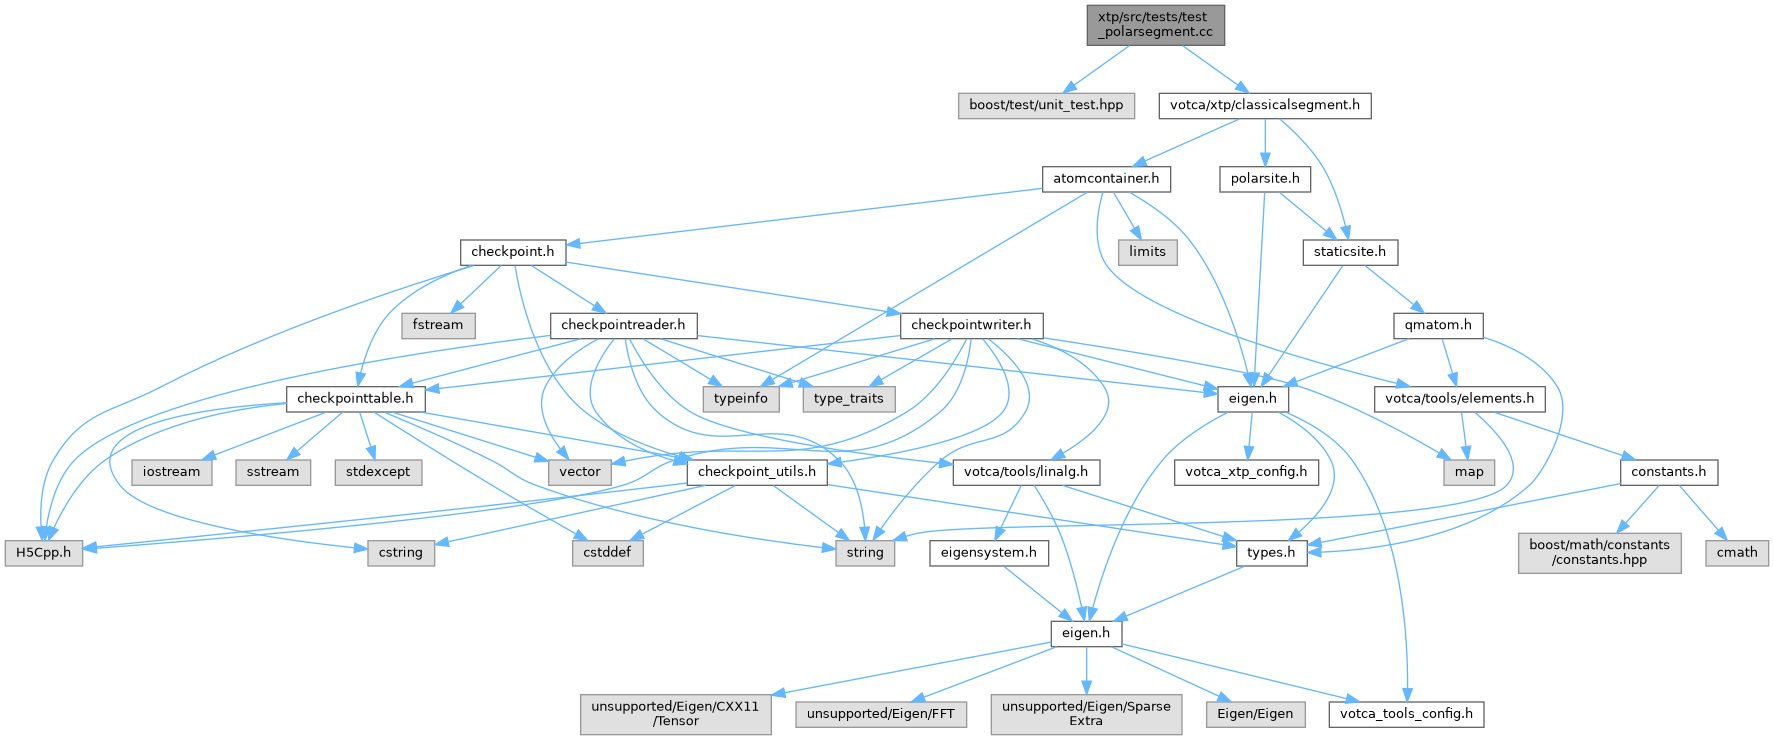 xtp/src/tests/test
_polarsegment.cc
boost/test/unit_test.hpp
votca/xtp/classicalsegment.h
atomcontainer.h
polarsite.h
checkpoint.h
limits
staticsite.h
fstream
checkpointreader.h
checkpointwriter.h
qmatom.h
checkpointtable.h
typeinfo
type_traits
eigen.h
votca/tools/elements.h
iostream
sstream
stdexcept
vector
checkpoint_utils.h
votca/tools/linalg.h
votca_xtp_config.h
map
constants.h
H5Cpp.h
cstring
cstddef
string
eigensystem.h
types.h
boost/math/constants
/constants.hpp
cmath
eigen.h
unsupported/Eigen/CXX11
/Tensor
unsupported/Eigen/FFT
unsupported/Eigen/Sparse
Extra
Eigen/Eigen
votca_tools_config.h